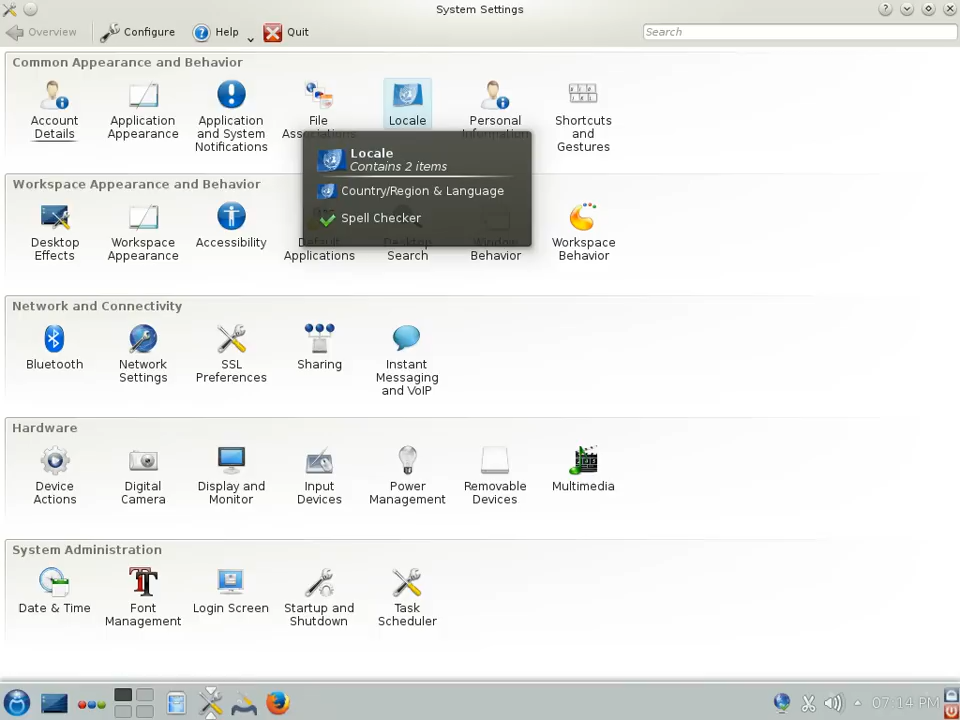 System Settings
Overview
Configure
Help
Quit
Search
Common Appearance and Behavior
Account Details
Application Appearance
Application and System Notifications
File Associations
Locale
Personal Information
Shortcuts and Gestures
Locale
Contains 2 items
Country/Region & Language
Spell Checker
Workspace Appearance and Behavior
Desktop Effects
Workspace Appearance
Accessibility
Default Applications
Desktop Search
Window Behavior
Workspace Behavior
Network and Connectivity
Bluetooth
Network Settings
SSL Preferences
Sharing
Instant Messaging and VoIP
Hardware
Device Actions
Digital Camera
Display and Monitor
Input Devices
Power Management
Removable Devices
Multimedia
System Administration
Date & Time
Font Management
Login Screen
Startup and Shutdown
Task Scheduler
07:14 PM